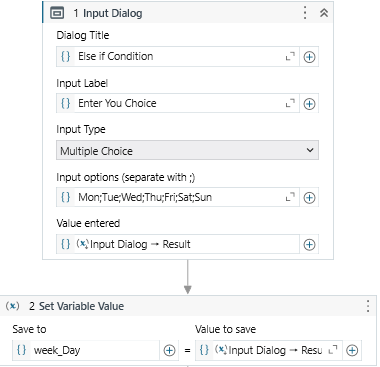 1 Input Dialog
Dialog Title
{} Else if Condition
Input Label
{} Enter You Choice
Input Type
Multiple Choice
Input options (separate with ;)
{} Mon;Tue;Wed;Thu;Fri;Sat;Sun
Value entered
{} (x) Input Dialog → Result
(x) 2 Set Variable Value
Save to Value to save
{} week_Day = {} (x) Input Dialog → Resu